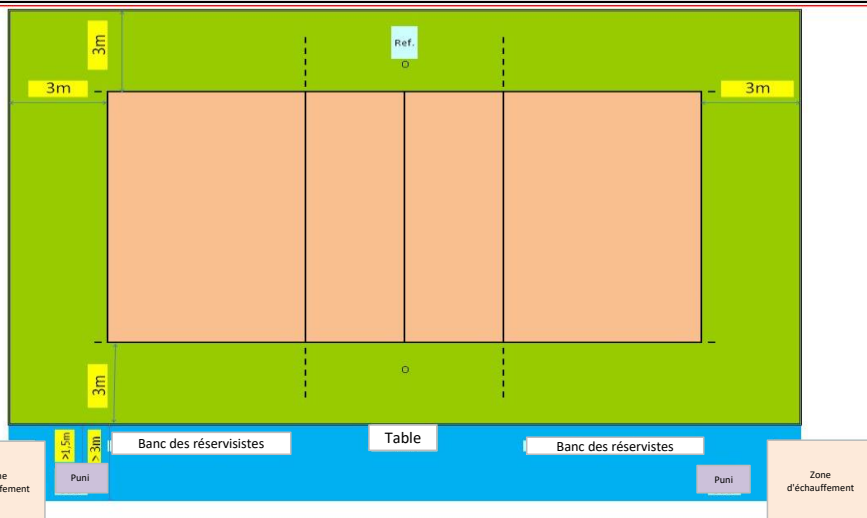 3m
Ref.
3m
3m
3m
>1,5m
> 3m
Banc des réservisistes
Table
Banc des réservistes
Puni
Puni
Zone
d'échauffement